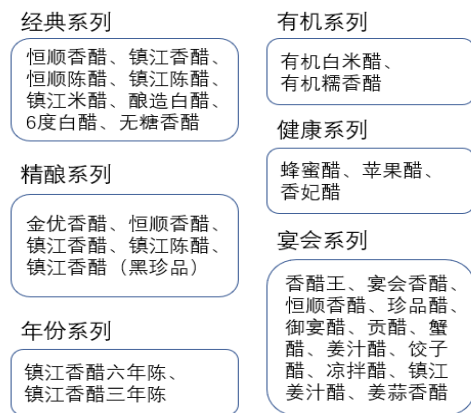 经典系列
恒顺香醋、镇江香醋、
恒顺陈醋、镇江陈醋、
镇江米醋、酿造白醋、
6度白醋、无糖香醋
精酿系列
金优香醋、恒顺香醋、
镇江香醋、镇江陈醋、
镇江香醋（黑珍品）
年份系列
镇江香醋六年陈、
镇江香醋三年陈
有机系列
有机白米醋、
有机糯香醋
健康系列
蜂蜜醋、苹果醋、
香妃醋
宴会系列
香醋王、宴会香醋、
恒顺香醋、珍品醋、
御宴醋、贡醋、蟹
醋、姜汁醋、饺子
醋、凉拌醋、镇江
姜汁醋、姜蒜香醋